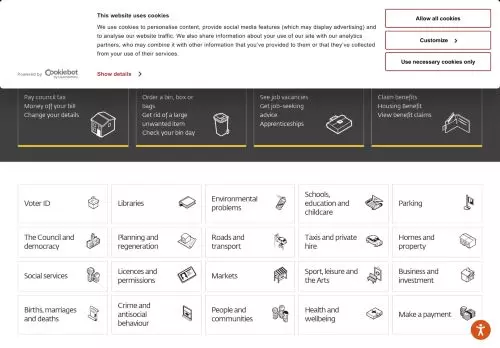 This website uses cookies
We use cookies to personalise content, provide social media features (which may display advertising) and
to analyse our website traffic. We also share information about your use of our site with our analytics
partners, who may combine it with other information that you've provided to them or that they've collected
from your use of their services.
Allow all cookies
Customize
Use necessary cookies only
Powered by Cookiebot
Show details
Pay council tax
Money off your bill
Change your details
Order a bin, box or
bags
Get rid of a large
unwanted item
Check your bin day
See job vacancies
Get job-seeking
advice
Apprenticeships
Claim benefits
Housing Benefit
View benefit claims
Voter ID
Libraries
Environmental
problems
Schools,
education and
childcare
Parking
The Council and
democracy
Planning and
regeneration
Roads and
transport
Taxis and private
hire
Homes and
property
Social services
Licences and
permissions
Markets
Sport, leisure and
the Arts
Business and
investment
Births, marriages
and deaths
Crime and
antisocial
behaviour
People and
communities
Health and
wellbeing
Make a payment